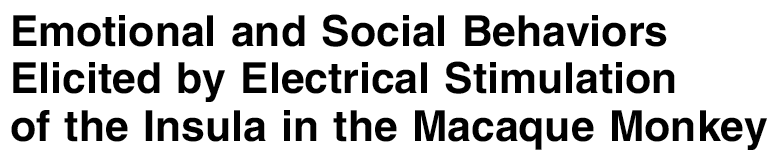 Emotional and Social Behaviors
Elicited by Electrical Stimulation
of the Insula in the Macaque Monkey